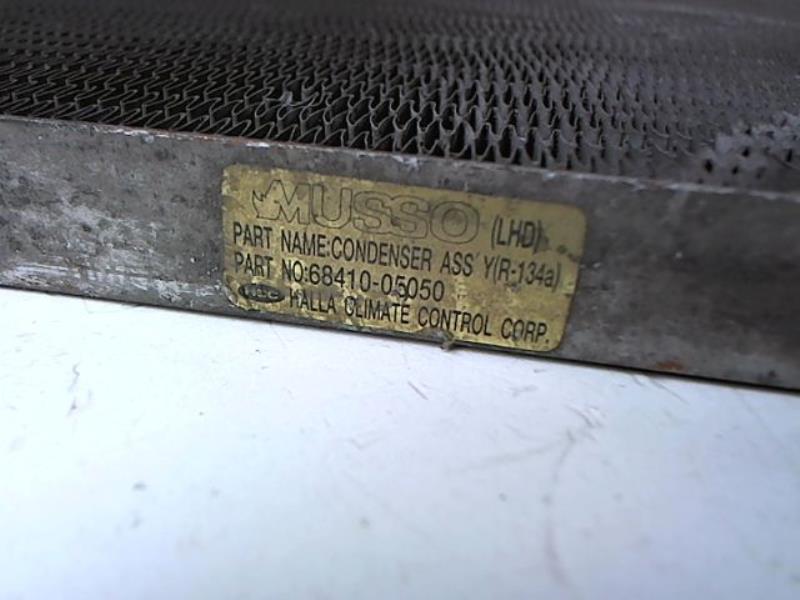 MUSSO (LHD)
PART NAME:CONDENSER ASS'Y(R-134a)
PART NO:68410-05050
HALLA CLIMATE CONTROL CORP.